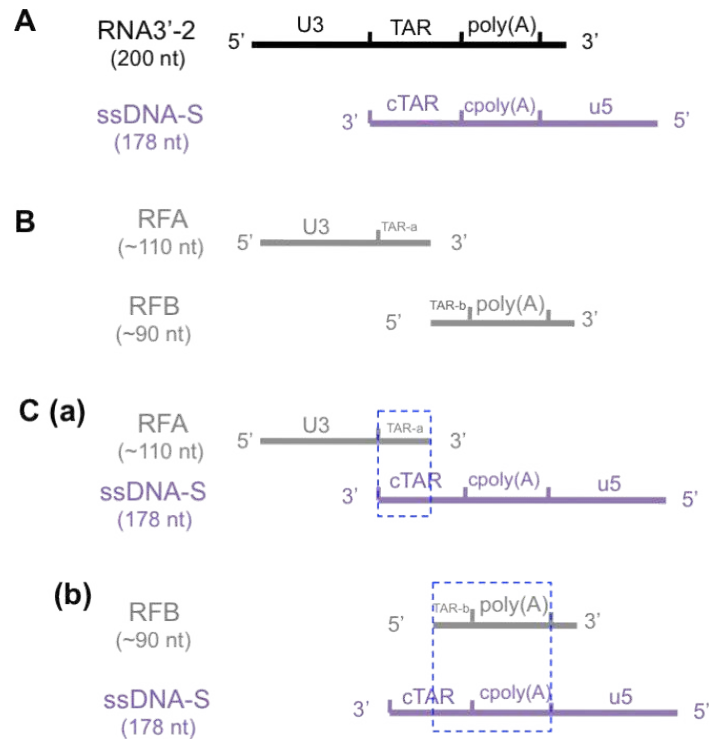 A
U3 TAR poly(A)
RNA3’-2 5’ 3’
(200 nt)
cTAR cpoly(A) u5
ssDNA-S 3’ 5’
(178 nt)
B
RFA U3 TAR-a
(~110 nt) 5’ 3’
RFB TAR-b poly(A)
(~90 nt) 5’ 3’
C (a)
RFA U3 TAR-a
(~110 nt) 5’ 3’
ssDNA-S cTAR cpoly(A) u5
(178 nt) 3’ 5’
(b)
RFB TAR-b poly(A)
(~90 nt) 5’ 3’
ssDNA-S cTAR cpoly(A) u5
(178 nt) 3’ 5’